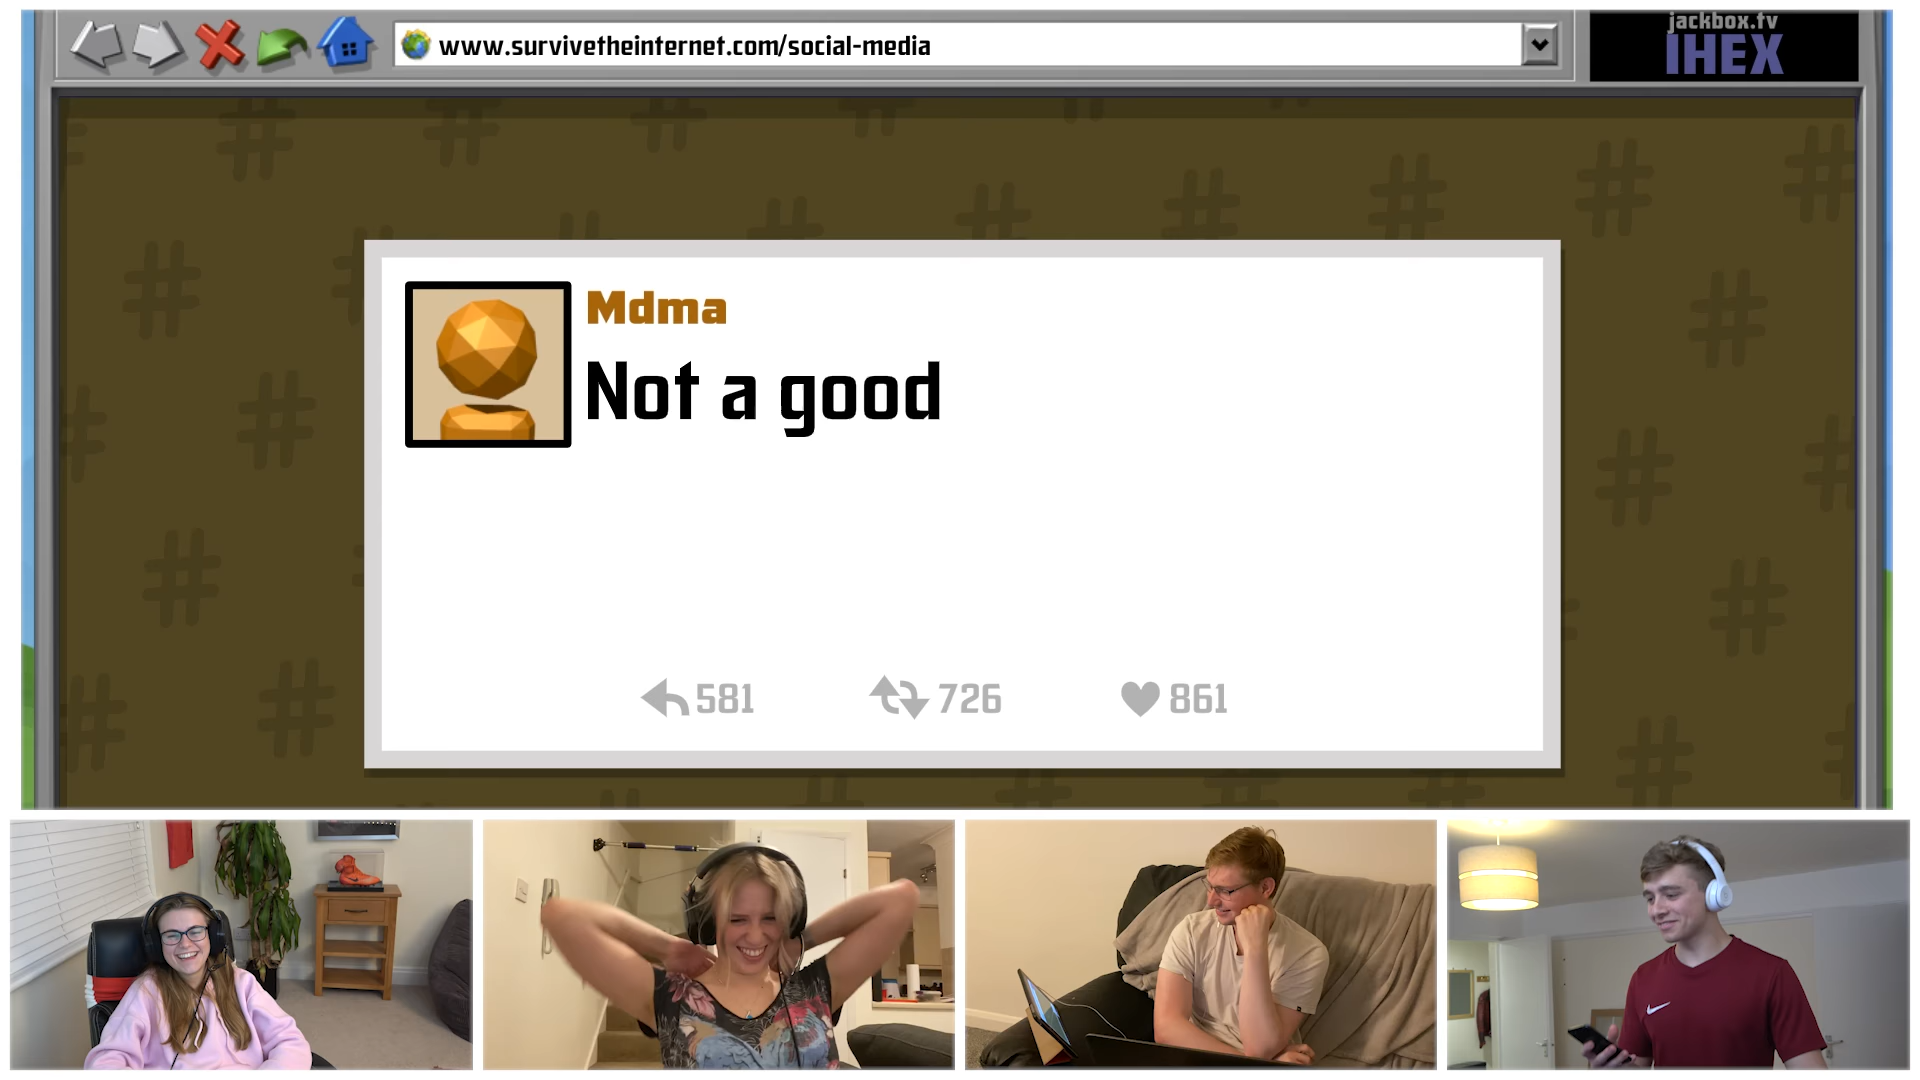 www.survivetheinternet.com/social-media
jackbox.tv
IHEX
Mdma
Not a good
581
726
861